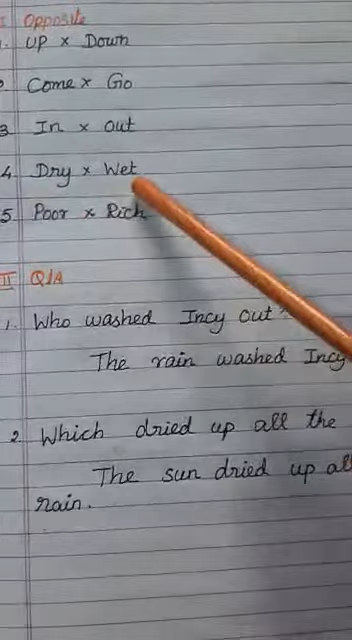 I Opposite
1. Up x Down
2 Come x Go
3 In x out
4 Dry x Wet
5 Poor x Rich
II Q/A
1. Who washed Incy out?
The rain washed Incy
2 Which dried up all the
The sun dried up all
rain.